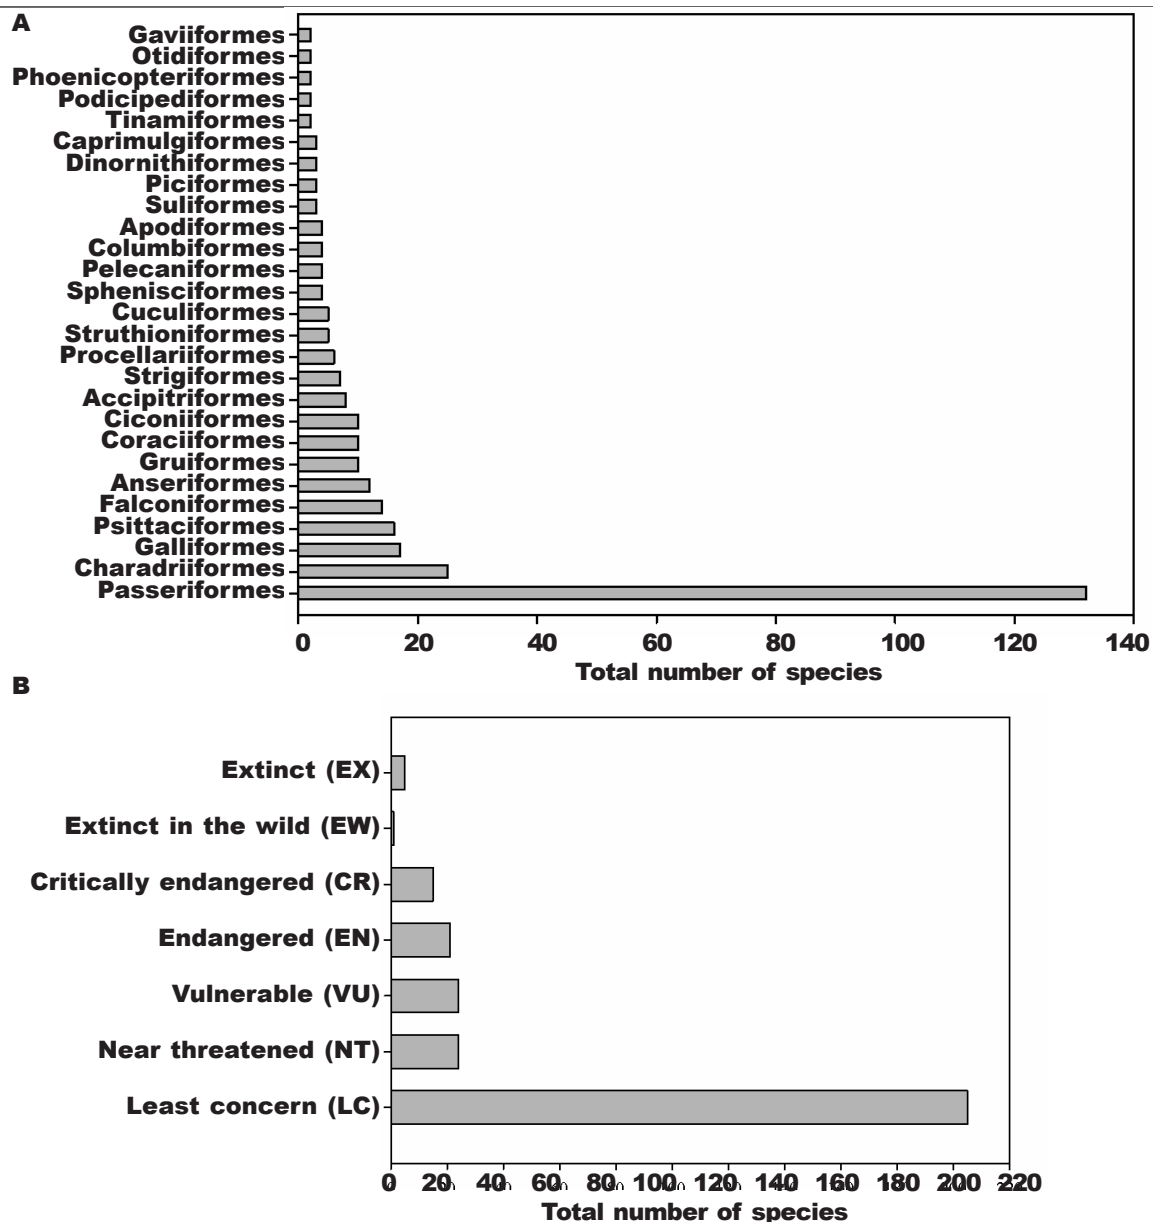 A
Gaviiformes
Otidiformes
Phoenicopteriformes
Podicipediformes
Tinamiformes
Caprimulgiformes
Dinornithiformes
Piciformes
Suliformes
Apodiformes
Columbiformes
Pelecaniformes
Sphenisciformes
Cuculiformes
Struthioniformes
Procellariiformes
Strigiformes
Accipitriformes
Ciconiiformes
Coraciiformes
Gruiformes
Anseriformes
Falconiformes
Psittaciformes
Galliformes
Charadriiformes
Passeriformes
0 20 40 60 80 100 120 140
Total number of species
B
Extinct (EX)
Extinct in the wild (EW)
Critically endangered (CR)
Endangered (EN)
Vulnerable (VU)
Near threatened (NT)
Least concern (LC)
0 20 40 60 80 100 120 140 160 180 200 220
Total number of species